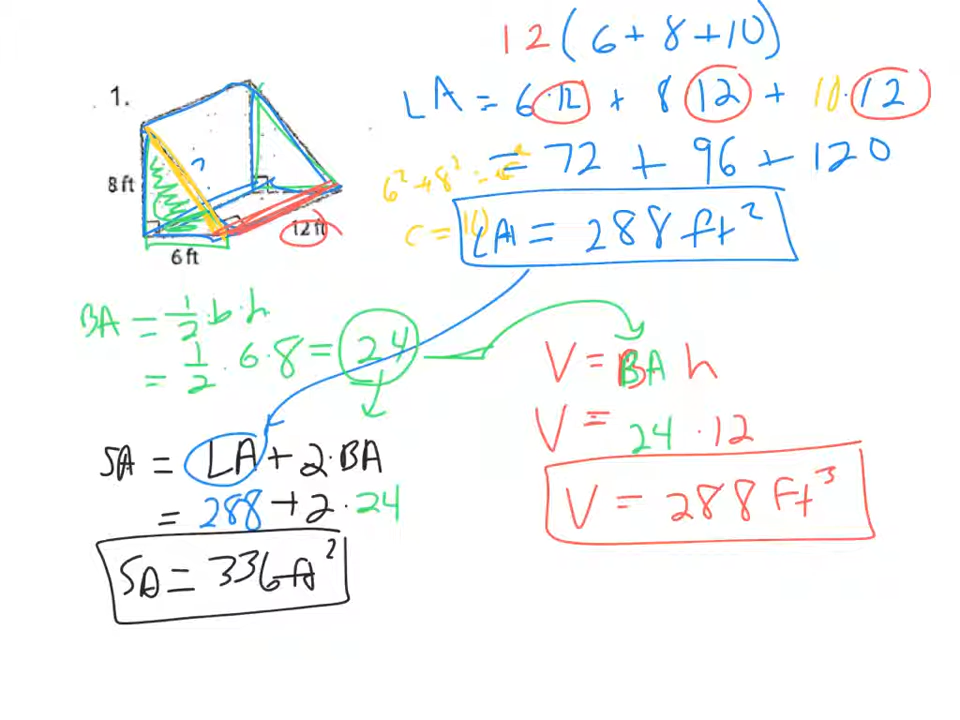 12(6+8+10)
1.
LA = 6·12 + 8(12) + 10·12
= 72 + 96 + 120
8 ft
?
6² + 8² = c²
c = 10
12 ft
LA = 288 ft²
6 ft
BA = 1/2·b·h
= 1/2·6·8 = 24
V = BA h
V = 24·12
SA = LA + 2·BA
= 288 + 2·24
V = 288 ft³
SA = 336 ft²